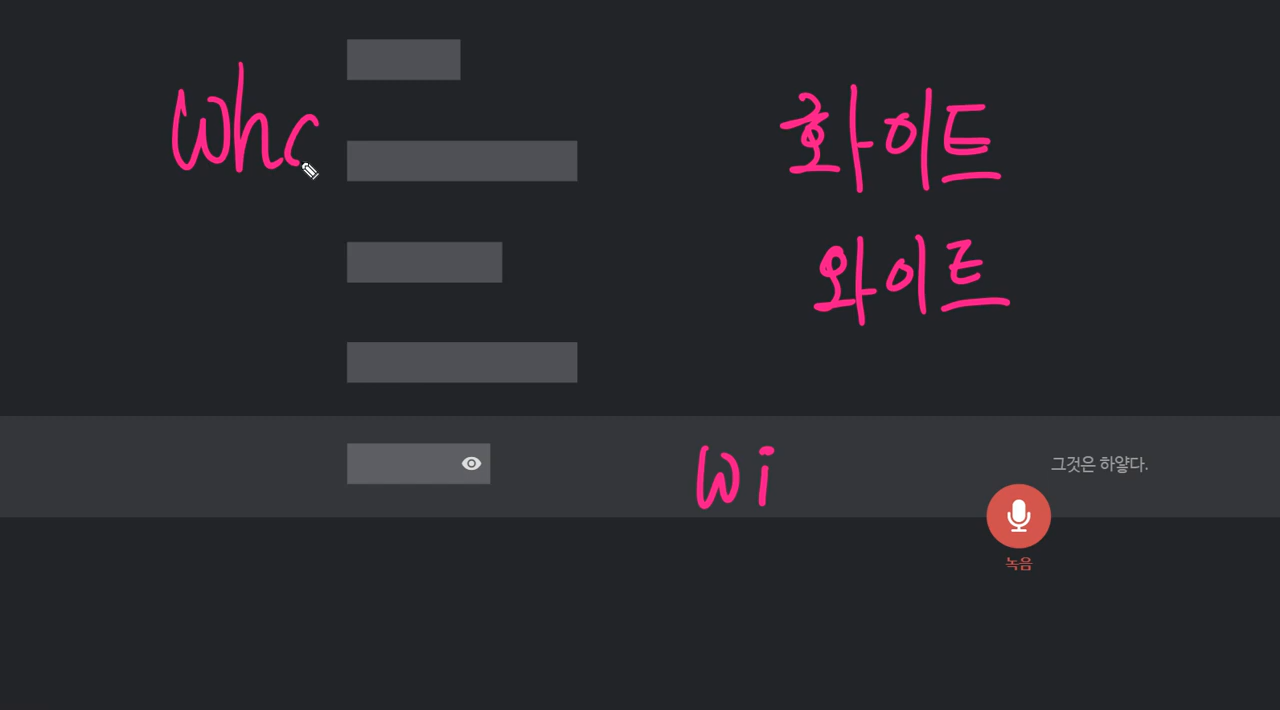 whc
화이트
와이트
wi
그것은 하얗다.
녹음